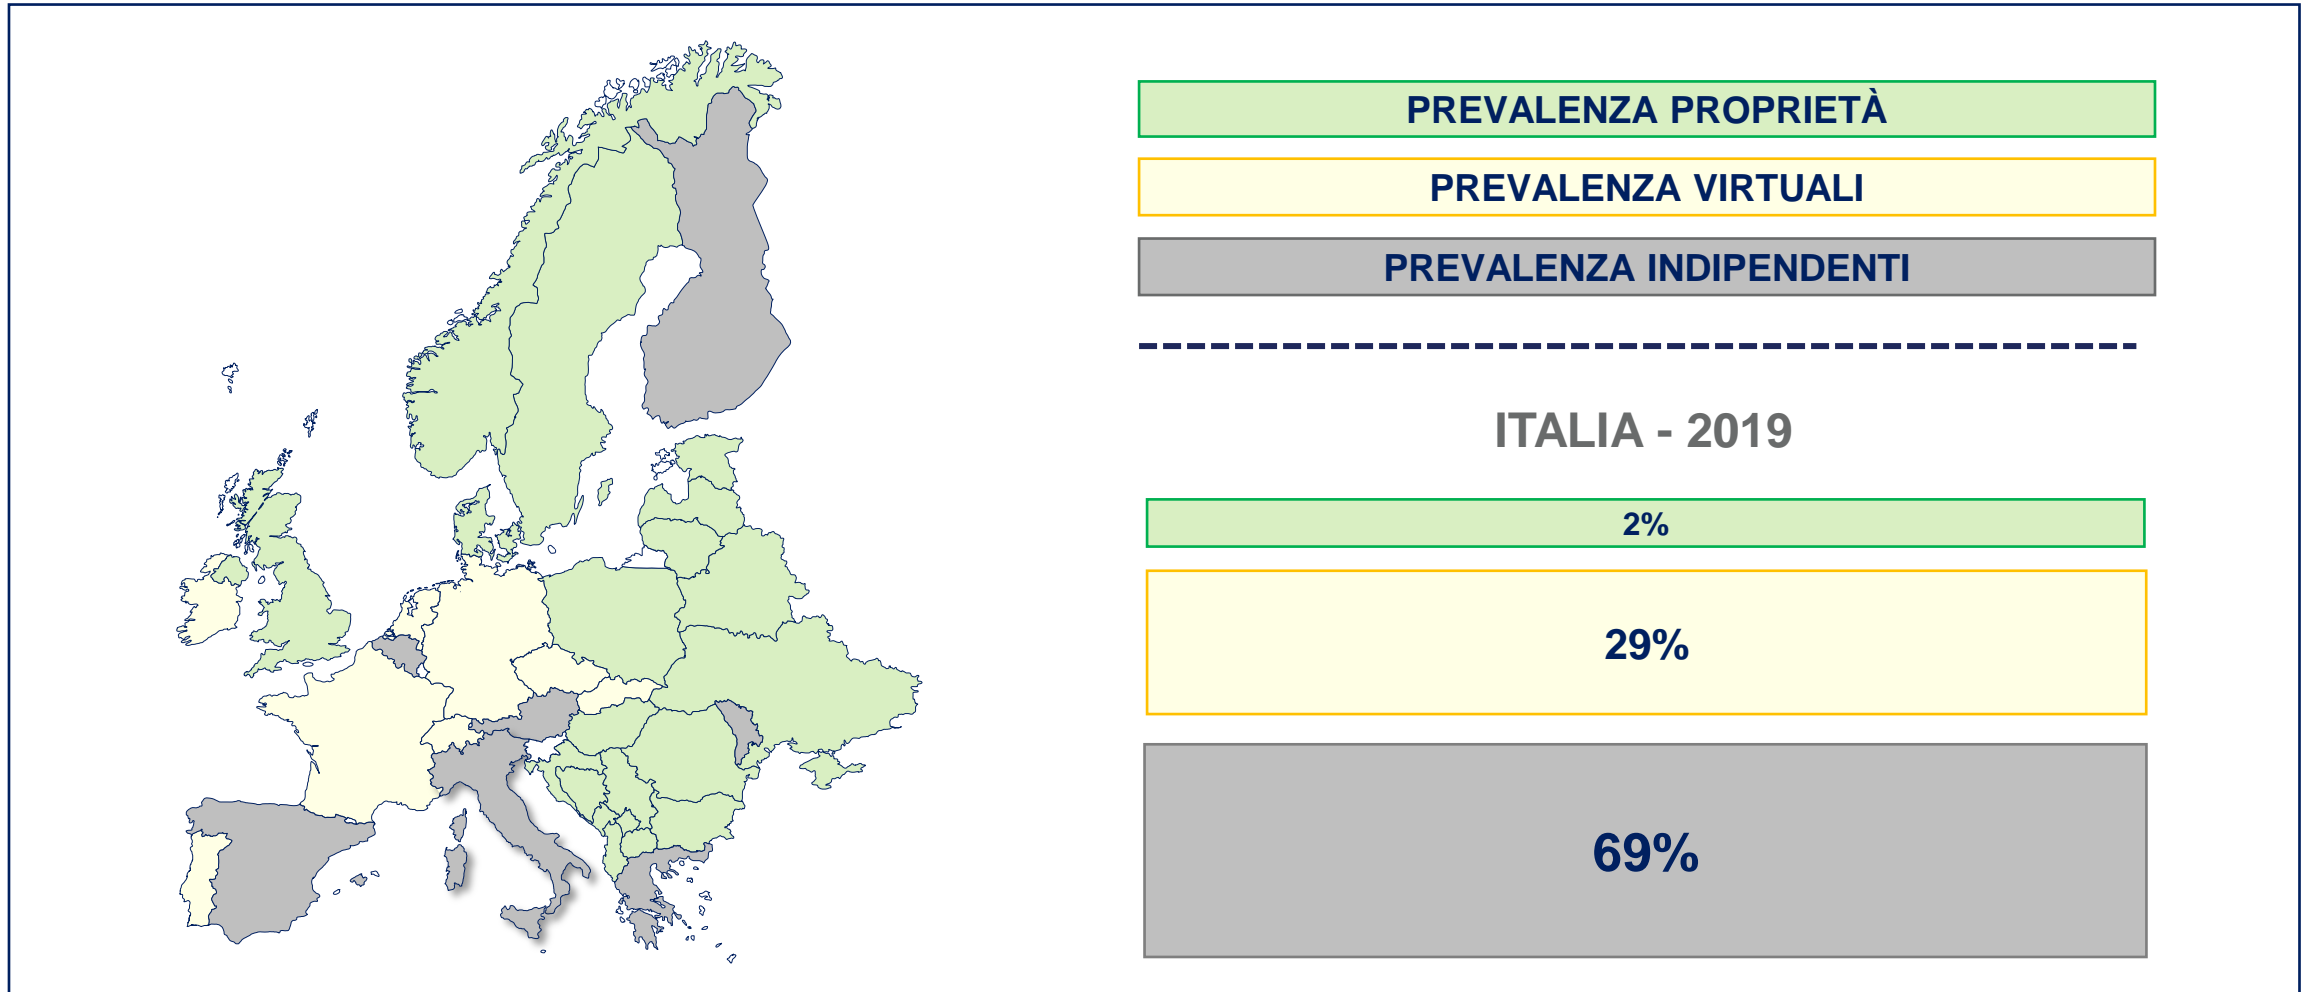 PREVALENZA PROPRIETÀ
PREVALENZA VIRTUALI
PREVALENZA INDIPENDENTI
ITALIA - 2019
2%
29%
69%